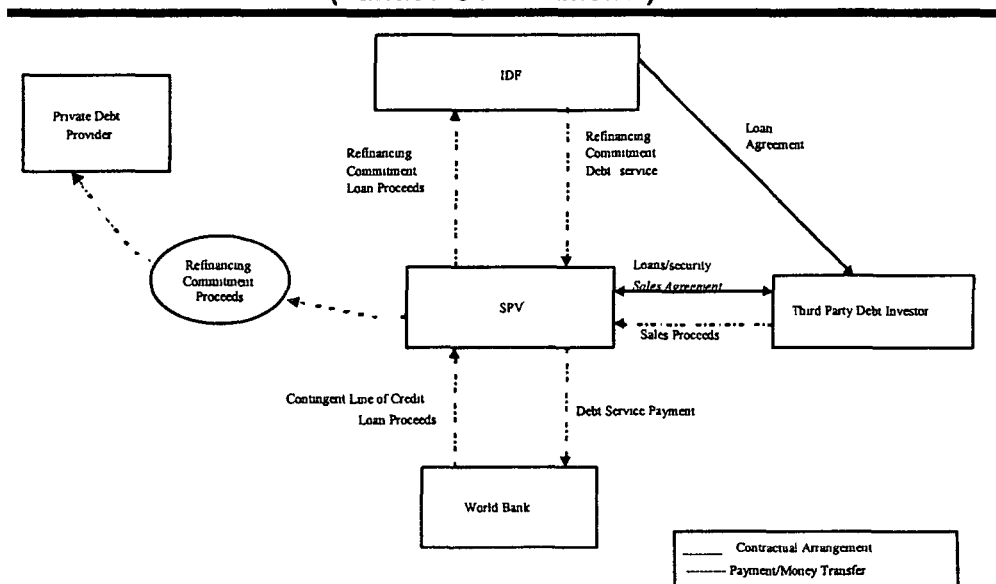 IDF
Private Debt
Provider
Loan
Agreement
Refinancing
Commitment
Loan Proceeds
Refinancing
Commitment
Debt service
Refinancing
Commitment
Proceeds
Loans/security
Sales Agreement
SPV
Third Party Debt Investor
Sales Proceeds
Contingent Line of Credit
Loan Proceeds
Debt Service Payment
World Bank
Contractual Arrangement
Payment/Money Transfer